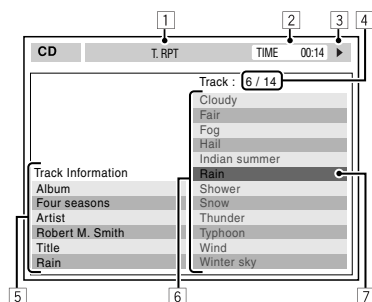 1 2 3 4
CD T. RPT TIME 00:14
Track : 6 / 14
Cloudy
Fair
Fog
Hail
Indian summer
Track Information Rain
Album Shower
Four seasons Snow
Artist Thunder
Robert M. Smith Typhoon
Title Wind
Rain Winter sky
5 6 7